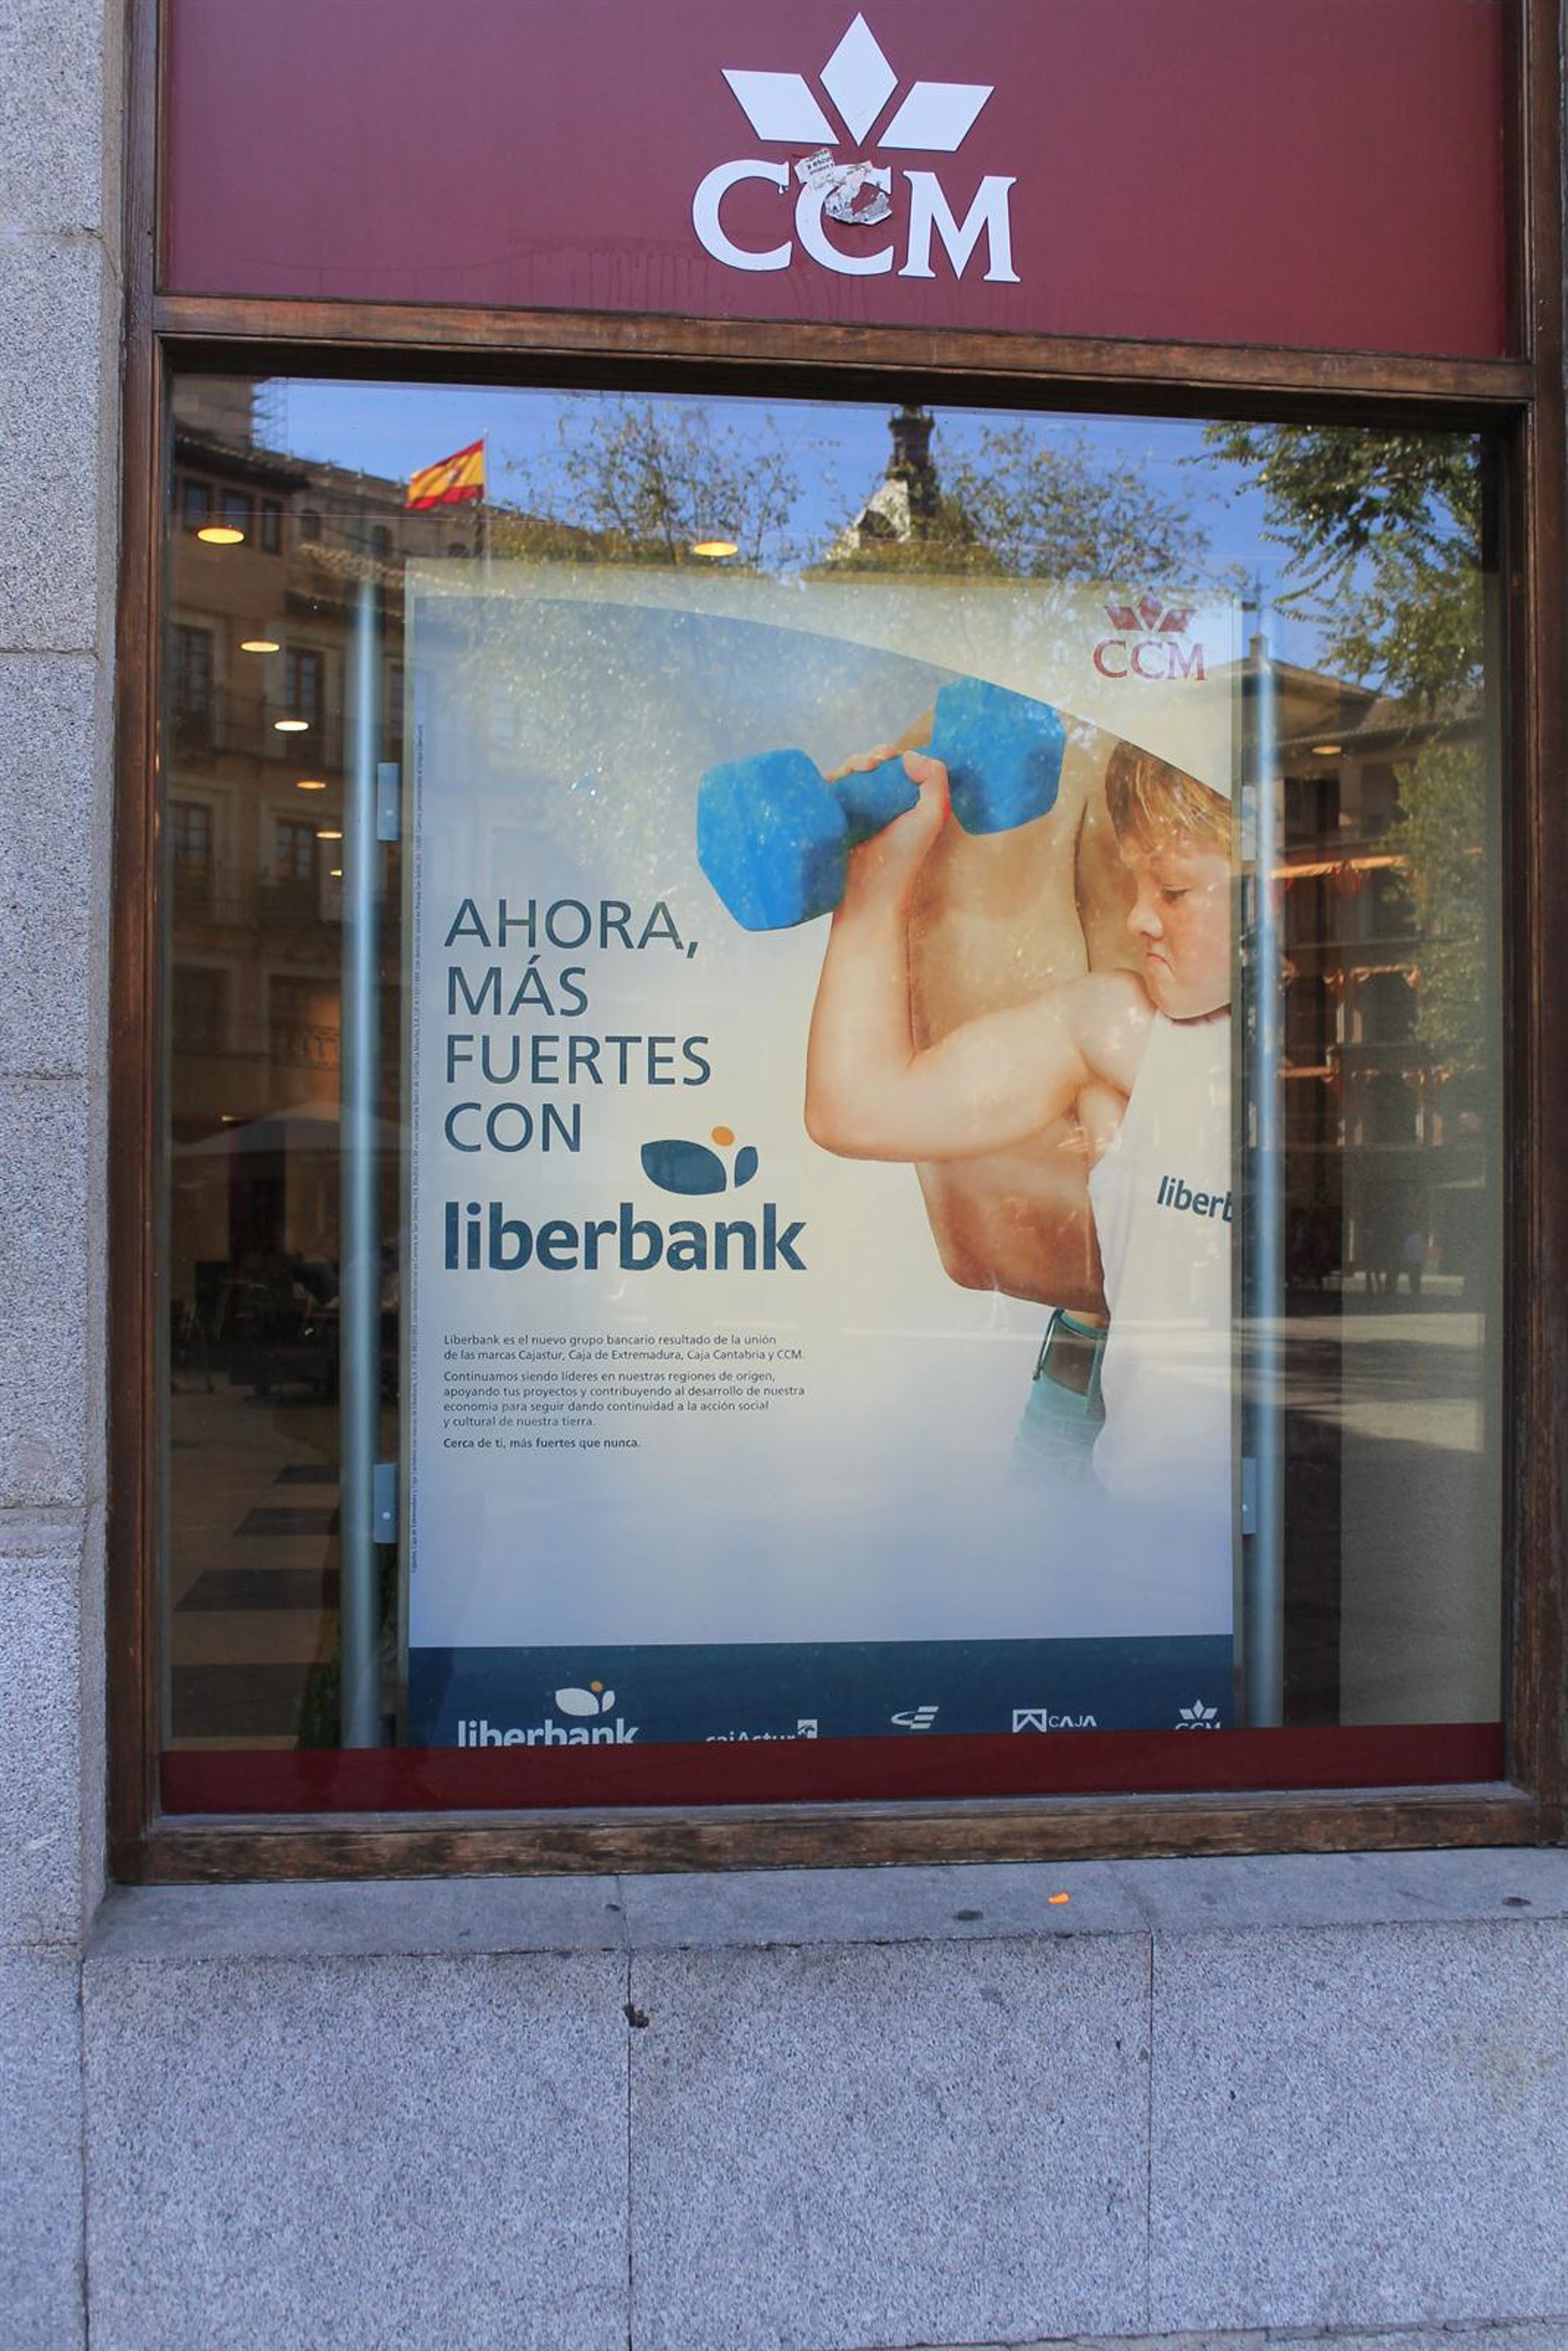 CCM
CCM
AHORA,
MÁS
FUERTES
CON
liberbank
libert
Liberbank es el nuevo grupo bancario resultado de la unión
de las marcas Cajastur, Caja de Extremadura, Caja Cantabria y CCM.
Continuamos siendo líderes en nuestras regiones de origen,
apoyando tus proyectos y contribuyendo al desarrollo de nuestra
economía para seguir dando continuidad a la acción social
y cultural de nuestra tierra.
Cerca de ti, más fuertes que nunca.
liberbank cajAstur CAJA CCM